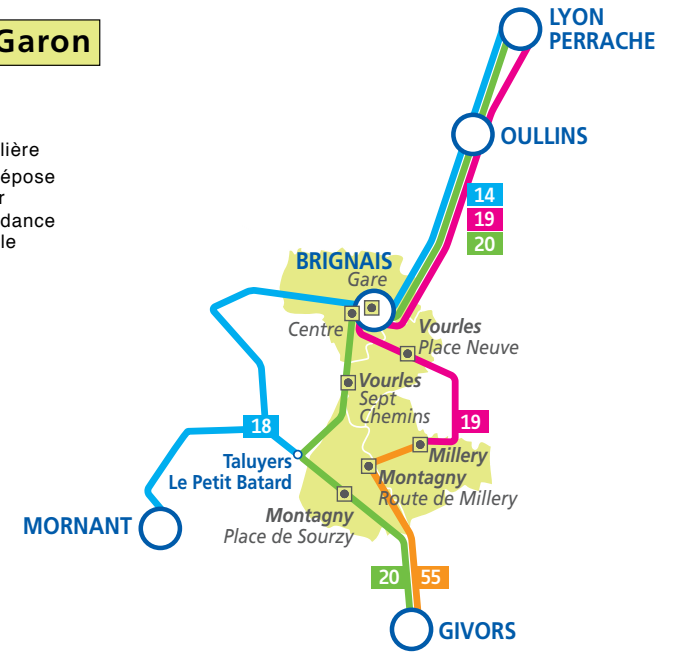 Garon
LYON
PERRACHE
OULLINS
lière
épose
r
dance
le
14
19
20
BRIGNAIS
Gare
Centre
Vourles
Place Neuve
Vourles
Sept
Chemins
18
19
Taluyers
Le Petit Batard
Millery
Montagny
Route de Millery
Montagny
Place de Sourzy
MORNANT
20
55
GIVORS